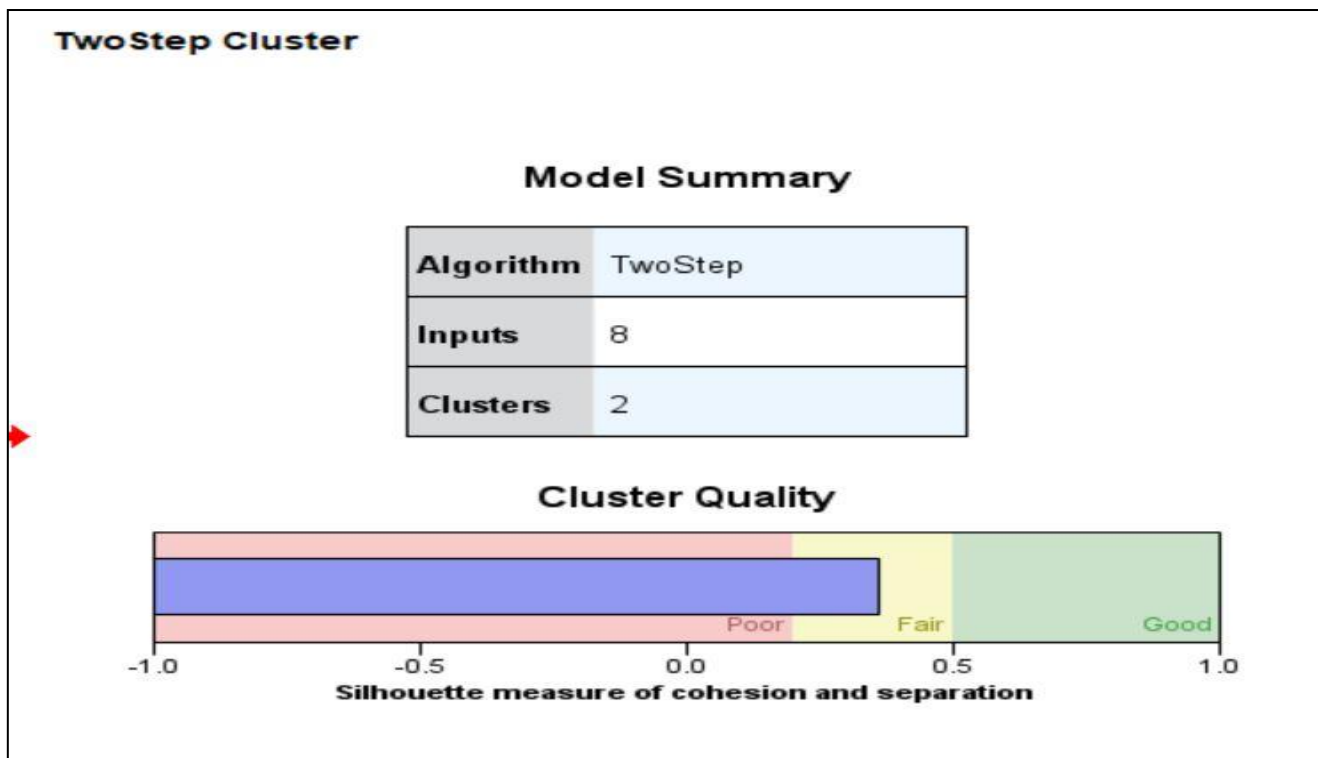 TwoStep Cluster
Model Summary
Algorithm TwoStep
Inputs 8
Clusters 2
Cluster Quality
Poor Fair Good
-1.0 -0.5 0.0 0.5 1.0
Silhouette measure of cohesion and separation